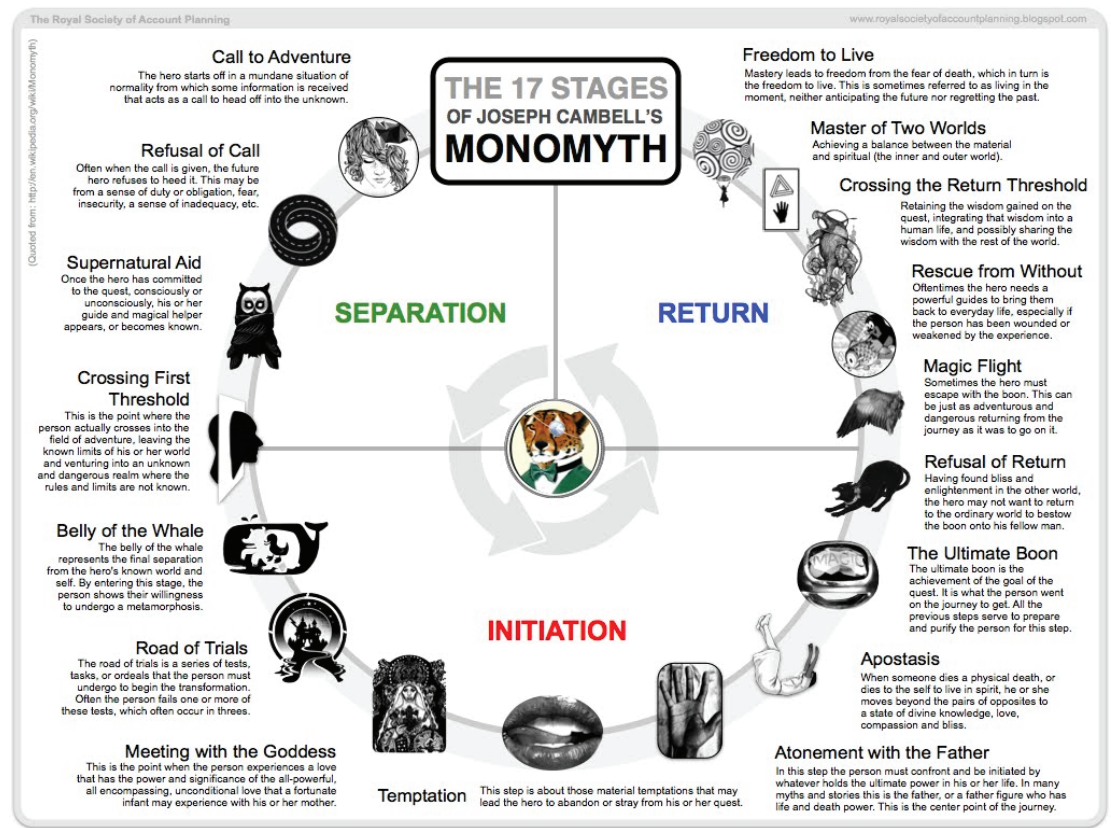 The Royal Society of Account Planning
www.royalsocietyofaccountplanning.blogspot.com
(Quoted from: http://en.wikipedia.org/wiki/Monomyth)
THE 17 STAGES
OF JOSEPH CAMBELL'S
MONOMYTH
Call to Adventure
The hero starts off in a mundane situation of
normality from which some information is received
that acts as a call to head off into the unknown.
Refusal of Call
Often when the call is given, the future
hero refuses to heed it. This may be
from a sense of duty or obligation, fear,
insecurity, a sense of inadequacy, etc.
Supernatural Aid
Once the hero has committed
to the quest, consciously or
unconsciously, his or her
guide and magical helper
appears, or becomes known.
Crossing First
Threshold
This is the point where the
person actually crosses into the
field of adventure, leaving the
known limits of his or her world
and venturing into an unknown
and dangerous realm where the
rules and limits are not known.
Belly of the Whale
The belly of the whale
represents the final separation
from the hero's known world and
self. By entering this stage, the
person shows their willingness
to undergo a metamorphosis.
Road of Trials
The road of trials is a series of tests,
tasks, or ordeals that the person must
undergo to begin the transformation.
Often the person fails one or more of
these tests, which often occur in threes.
Meeting with the Goddess
This is the point when the person experiences a love
that has the power and significance of the all-powerful,
all encompassing, unconditional love that a fortunate
infant may experience with his or her mother.
Temptation
This step is about those material temptations that may
lead the hero to abandon or stray from his or her quest.
Atonement with the Father
In this step the person must confront and be initiated by
whatever holds the ultimate power in his or her life. In many
myths and stories this is the father, or a father figure who has
life and death power. This is the center point of the journey.
Apostasis
When someone dies a physical death, or
dies to the self to live in spirit, he or she
moves beyond the pairs of opposites to
a state of divine knowledge, love,
compassion and bliss.
The Ultimate Boon
The ultimate boon is the
achievement of the goal of the
quest. It is what the person went
on the journey to get. All the
previous steps serve to prepare
and purify the person for this step.
MAGIC
Refusal of Return
Having found bliss and
enlightenment in the other world,
the hero may not want to return
to the ordinary world to bestow
the boon onto his fellow man.
Magic Flight
Sometimes the hero must
escape with the boon. This can
be just as adventurous and
dangerous returning from the
journey as it was to go on it.
Rescue from Without
Oftentimes the hero needs a
powerful guides to bring them
back to everyday life, especially if
the person has been wounded or
weakened by the experience.
Crossing the Return Threshold
Retaining the wisdom gained on the
quest, integrating that wisdom into a
human life, and possibly sharing the
wisdom with the rest of the world.
Master of Two Worlds
Achieving a balance between the material
and spiritual (the inner and outer world).
Freedom to Live
Mastery leads to freedom from the fear of death, which in turn is
the freedom to live. This is sometimes referred to as living in the
moment, neither anticipating the future nor regretting the past.
SEPARATION
RETURN
INITIATION